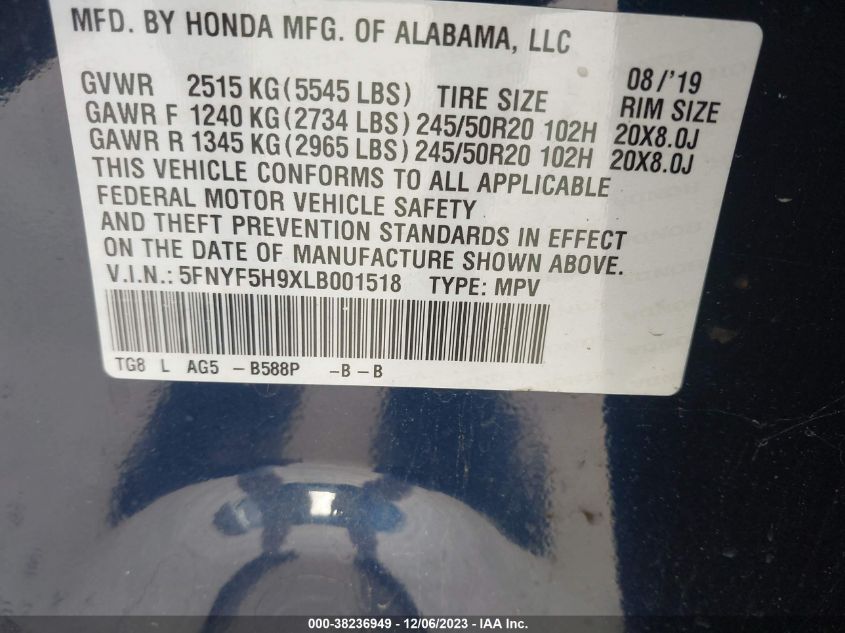 MFD. BY HONDA MFG. OF ALABAMA, LLC
08/'19
GVWR 2515 KG(5545 LBS) TIRE SIZE RIM SIZE
GAWR F 1240 KG(2734 LBS) 245/50R20 102H 20X8.0J
GAWR R 1345 KG(2965 LBS) 245/50R20 102H 20X8.0J
THIS VEHICLE CONFORMS TO ALL APPLICABLE
FEDERAL MOTOR VEHICLE SAFETY
AND THEFT PREVENTION STANDARDS IN EFFECT
ON THE DATE OF MANUFACTURE SHOWN ABOVE.
V.I.N.: 5FNYF5H9XLB001518 TYPE: MPV
TG8 L AG5 - B588P -B - B
000-38236949 - 12/06/2023 - IAA Inc.